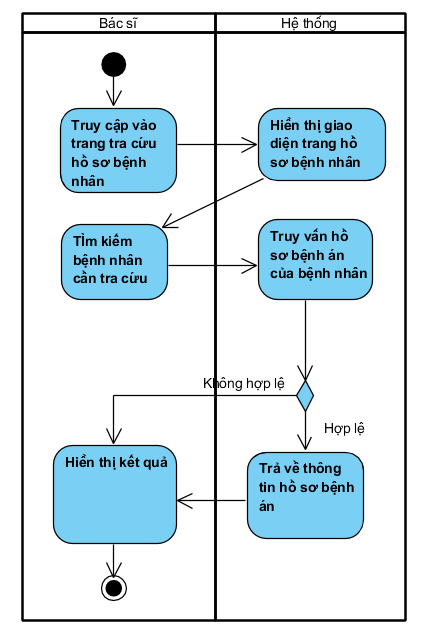 Bác sĩ
Hệ thống
Truy cập vào
trang tra cứu
hồ sơ bệnh
nhân
Hiển thị giao
diện trang hồ
sơ bệnh nhân
TÌm kiếm
bệnh nhân
cần tra cứu
Truy vấn hồ
sơ bệnh án
của bệnh nhân
Không hợp lệ
Hợp lệ
Hiển thị kết quả
Trả về thông
tin hồ sơ bệnh
án